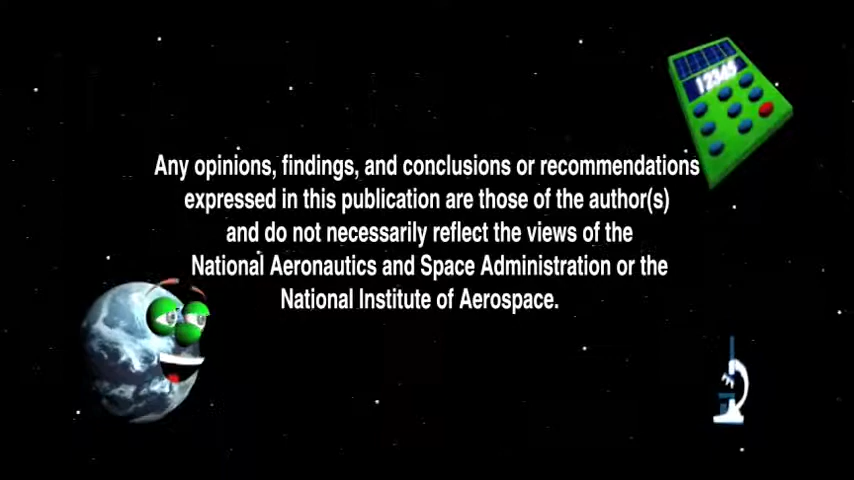 12345
Any opinions, findings, and conclusions or recommendations
expressed in this publication are those of the author(s)
and do not necessarily reflect the views of the
National Aeronautics and Space Administration or the
National Institute of Aerospace.